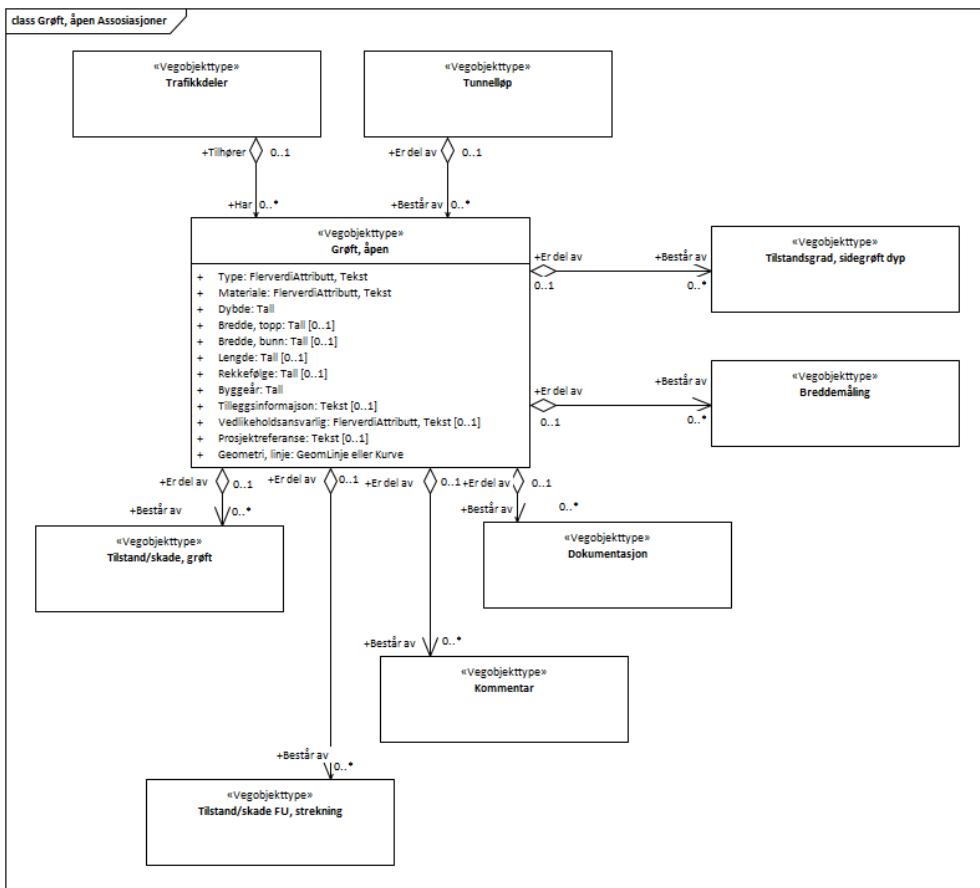 class Grøft, åpen Assosiasjoner
«Vegobjekttype»
Trafikkdeler
«Vegobjekttype»
Tunnelløp
+Tilhører 0..1
+Er del av 0..1
+Har 0..*
+Består av 0..*
«Vegobjekttype»
Grøft, åpen
+ Type: FlerverdiAttributt, Tekst
+ Materiale: FlerverdiAttributt, Tekst
+ Dybde: Tall
+ Bredde, topp: Tall [0..1]
+ Bredde, bunn: Tall [0..1]
+ Lengde: Tall [0..1]
+ Rekkefølge: Tall [0..1]
+ Byggeår: Tall
+ Tilleggsinformajson: Tekst [0..1]
+ Vedlikeholdsansvarlig: FlerverdiAttributt, Tekst [0..1]
+ Prosjektreferanse: Tekst [0..1]
+ Geometri, linje: GeomLinje eller Kurve
+Er del av +Består av
0..1 0..*
«Vegobjekttype»
Tilstandsgrad, sidegrøft dyp
+Er del av +Består av
0..1 0..*
«Vegobjekttype»
Breddemåling
+Er del av 0..1 +Er del av 0..1 +Er del av 0..1 +Er del av 0..1
+Består av 0..*
+Består av 0..*
«Vegobjekttype»
Tilstand/skade, grøft
«Vegobjekttype»
Dokumentasjon
+Består av 0..*
«Vegobjekttype»
Kommentar
+Består av
0..*
«Vegobjekttype»
Tilstand/skade FU, strekning